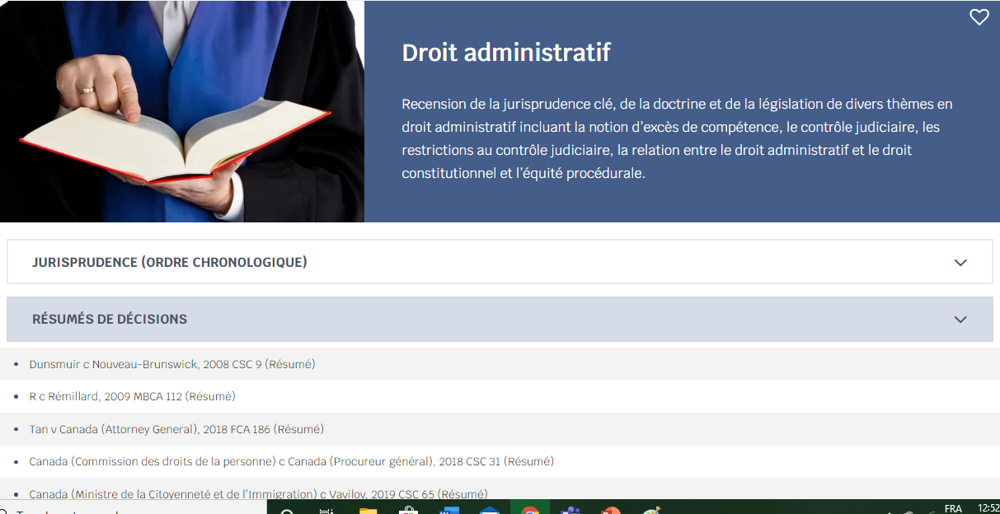 Droit administratif
Recension de la jurisprudence clé, de la doctrine et de la législation de divers thèmes en
droit administratif incluant la notion d'excès de compétence, le contrôle judiciaire, les
restrictions au contrôle judiciaire, la relation entre le droit administratif et le droit
constitutionnel et l'équité procédurale.
JURISPRUDENCE (ORDRE CHRONOLOGIQUE)
RÉSUMÉS DE DÉCISIONS
• Dunsmuir c Nouveau-Brunswick, 2008 CSC 9 (Résumé)
• R c Rémillard, 2009 MBCA 112 (Résumé)
• Tan v Canada (Attorney General), 2018 FCA 186 (Résumé)
• Canada (Commission des droits de la personne) c Canada (Procureur général), 2018 CSC 31 (Résumé)
• Canada (Ministre de la Citoyenneté et de l'Immigration) c Vavilov, 2019 CSC 65 (Résumé)
FRA
12:52